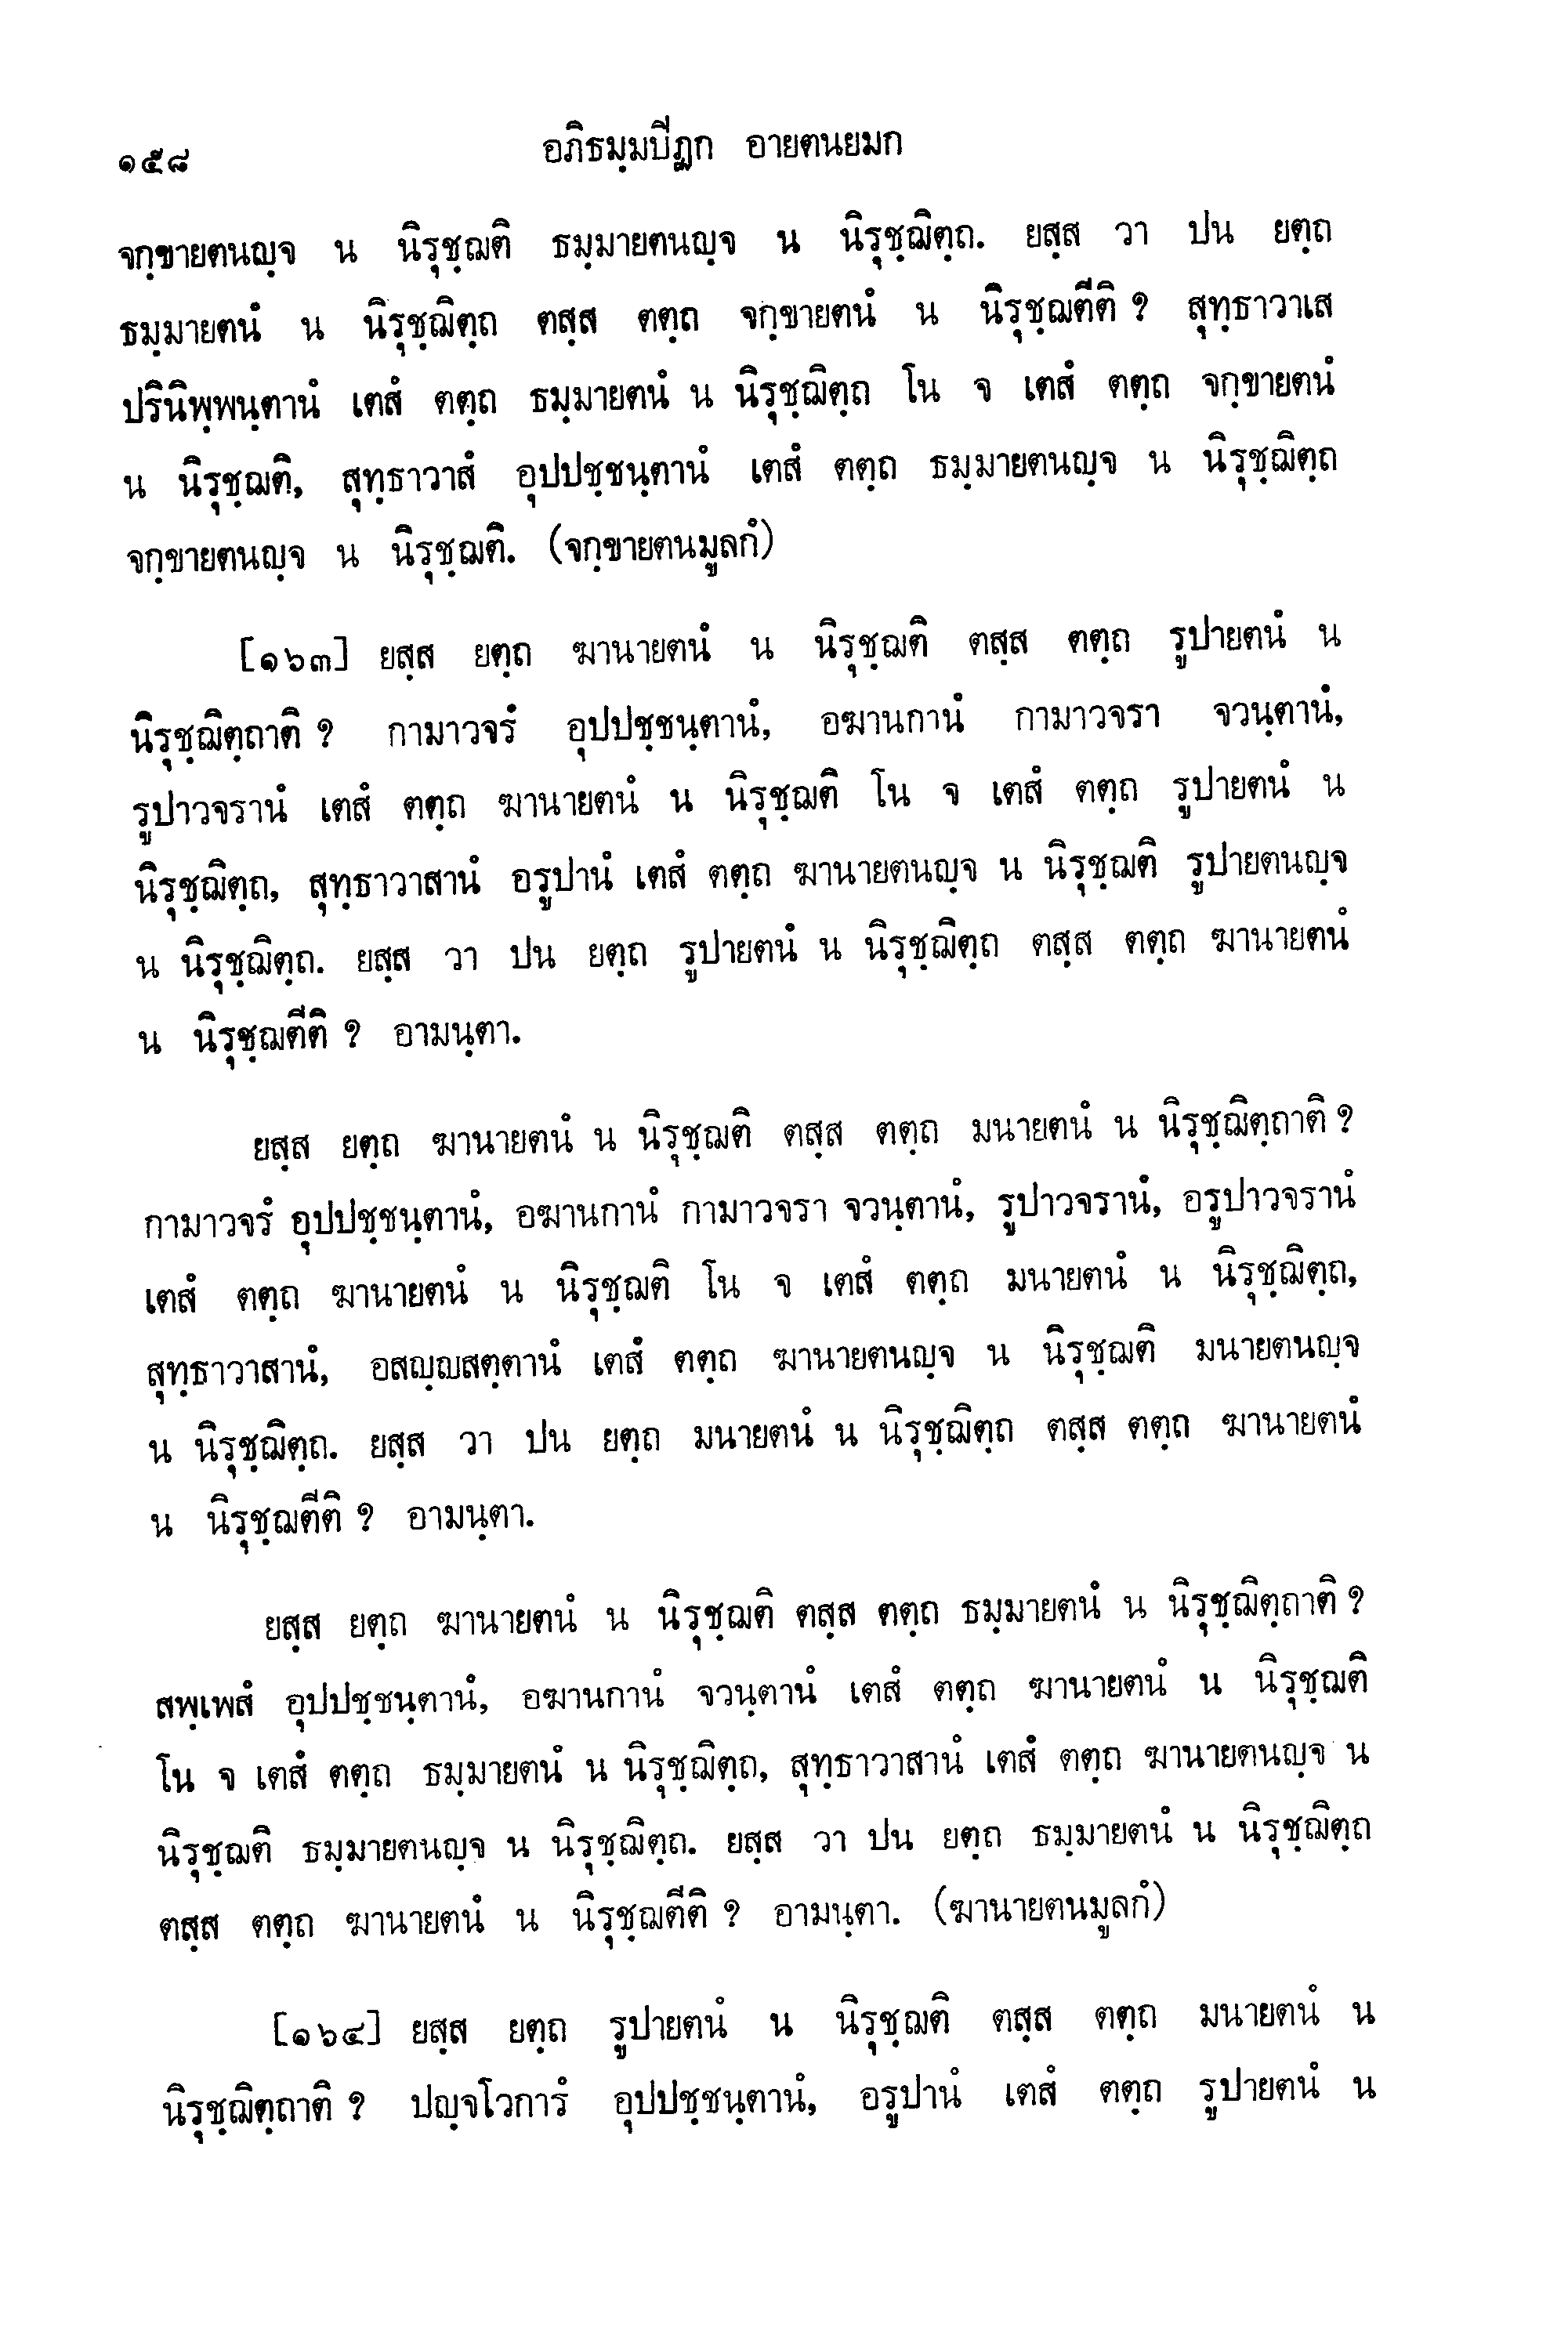 ๑๕๘ อภิธมฺมปีฏก อายตนยมก
จกฺขายตนญฺจ น นิรุชฺฌติ ธมฺมายตนญฺจ น นิรุชฺฌิตฺถ. ยสฺส วา ปน ยตฺถ
ธมฺมายตนํ น นิรุชฺฌิตฺถ ตสฺส ตตฺถ จกฺขายตนํ น นิรุชฺฌตีติ ? สุทฺธาวาเส
ปรินิพฺพนฺตานํ เตสํ ตตฺถ ธมฺมายตนํ น นิรุชฺฌิตฺถ โน จ เตสํ ตตฺถ จกฺขายตนํ
น นิรุชฺฌติ, สุทฺธาวาสํ อุปปชฺชนฺตานํ เตสํ ตตฺถ ธมฺมายตนญฺจ น นิรุชฺฌิตฺถ
จกฺขายตนญฺจ น นิรุชฺฌติ. (จกฺขายตนมูลกํ)
[๑๖๓] ยสฺส ยตฺถ ฆานายตนํ น นิรุชฺฌติ ตสฺส ตตฺถ รูปายตนํ น
นิรุชฺฌิตฺถาติ ? กามาวจรํ อุปปชฺชนฺตานํ, อฆานกานํ กามาวจรา จวนฺตานํ,
รูปาวจรานํ เตสํ ตตฺถ ฆานายตนํ น นิรุชฺฌติ โน จ เตสํ ตตฺถ รูปายตนํ น
นิรุชฺฌิตฺถ, สุทฺธาวาสานํ อรูปานํ เตสํ ตตฺถ ฆานายตนญฺจ น นิรุชฺฌติ รูปายตนญฺจ
น นิรุชฺฌิตฺถ. ยสฺส วา ปน ยตฺถ รูปายตนํ น นิรุชฺฌิตฺถ ตสฺส ตตฺถ ฆานายตนํ
น นิรุชฺฌตีติ ? อามนฺตา.
ยสฺส ยตฺถ ฆานายตนํ น นิรุชฺฌติ ตสฺส ตตฺถ มนายตนํ น นิรุชฺฌิตฺถาติ ?
กามาวจรํ อุปปชฺชนฺตานํ, อฆานกานํ กามาวจรา จวนฺตานํ, รูปาวจรานํ, อรูปาวจรานํ
เตสํ ตตฺถ ฆานายตนํ น นิรุชฺฌติ โน จ เตสํ ตตฺถ มนายตนํ น นิรุชฺฌิตฺถ,
สุทฺธาวาสานํ, อสญฺญสตฺตานํ เตสํ ตตฺถ ฆานายตนญฺจ น นิรุชฺฌติ มนายตนญฺจ
น นิรุชฺฌิตฺถ. ยสฺส วา ปน ยตฺถ มนายตนํ น นิรุชฺฌิตฺถ ตสฺส ตตฺถ ฆานายตนํ
น นิรุชฺฌตีติ ? อามนฺตา.
ยสฺส ยตฺถ ฆานายตนํ น นิรุชฺฌติ ตสฺส ตตฺถ ธมฺมายตนํ น นิรุชฺฌิตฺถาติ ?
สพฺเพสํ อุปปชฺชนฺตานํ, อฆานกานํ จวนฺตานํ เตสํ ตตฺถ ฆานายตนํ น นิรุชฺฌติ
โน จ เตสํ ตตฺถ ธมฺมายตนํ น นิรุชฺฌิตฺถ, สุทฺธาวาสานํ เตสํ ตตฺถ ฆานายตนญฺจ น
นิรุชฺฌติ ธมฺมายตนญฺจ น นิรุชฺฌิตฺถ. ยสฺส วา ปน ยตฺถ ธมฺมายตนํ น นิรุชฺฌิตฺถ
ตสฺส ตตฺถ ฆานายตนํ น นิรุชฺฌตีติ ? อามนฺตา. (ฆานายตนมูลกํ)
[๑๖๔] ยสฺส ยตฺถ รูปายตนํ น นิรุชฺฌติ ตสฺส ตตฺถ มนายตนํ น
นิรุชฺฌิตฺถาติ ? ปญฺจโวการํ อุปปชฺชนฺตานํ, อรูปานํ เตสํ ตตฺถ รูปายตนํ น